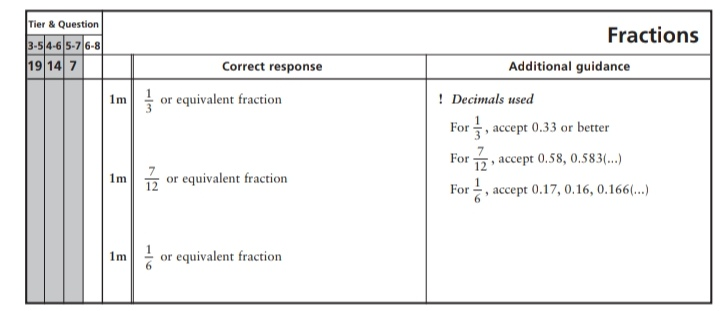 Tier & Question
Fractions
3-5 4-6 5-7 6-8
19 14 7
Correct response
Additional guidance
1m 1/3 or equivalent fraction
! Decimals used
For 1/3, accept 0.33 or better
For 7/12, accept 0.58, 0.583(...)
1m 7/12 or equivalent fraction
For 1/6, accept 0.17, 0.16, 0.166(...)
1m 1/6 or equivalent fraction